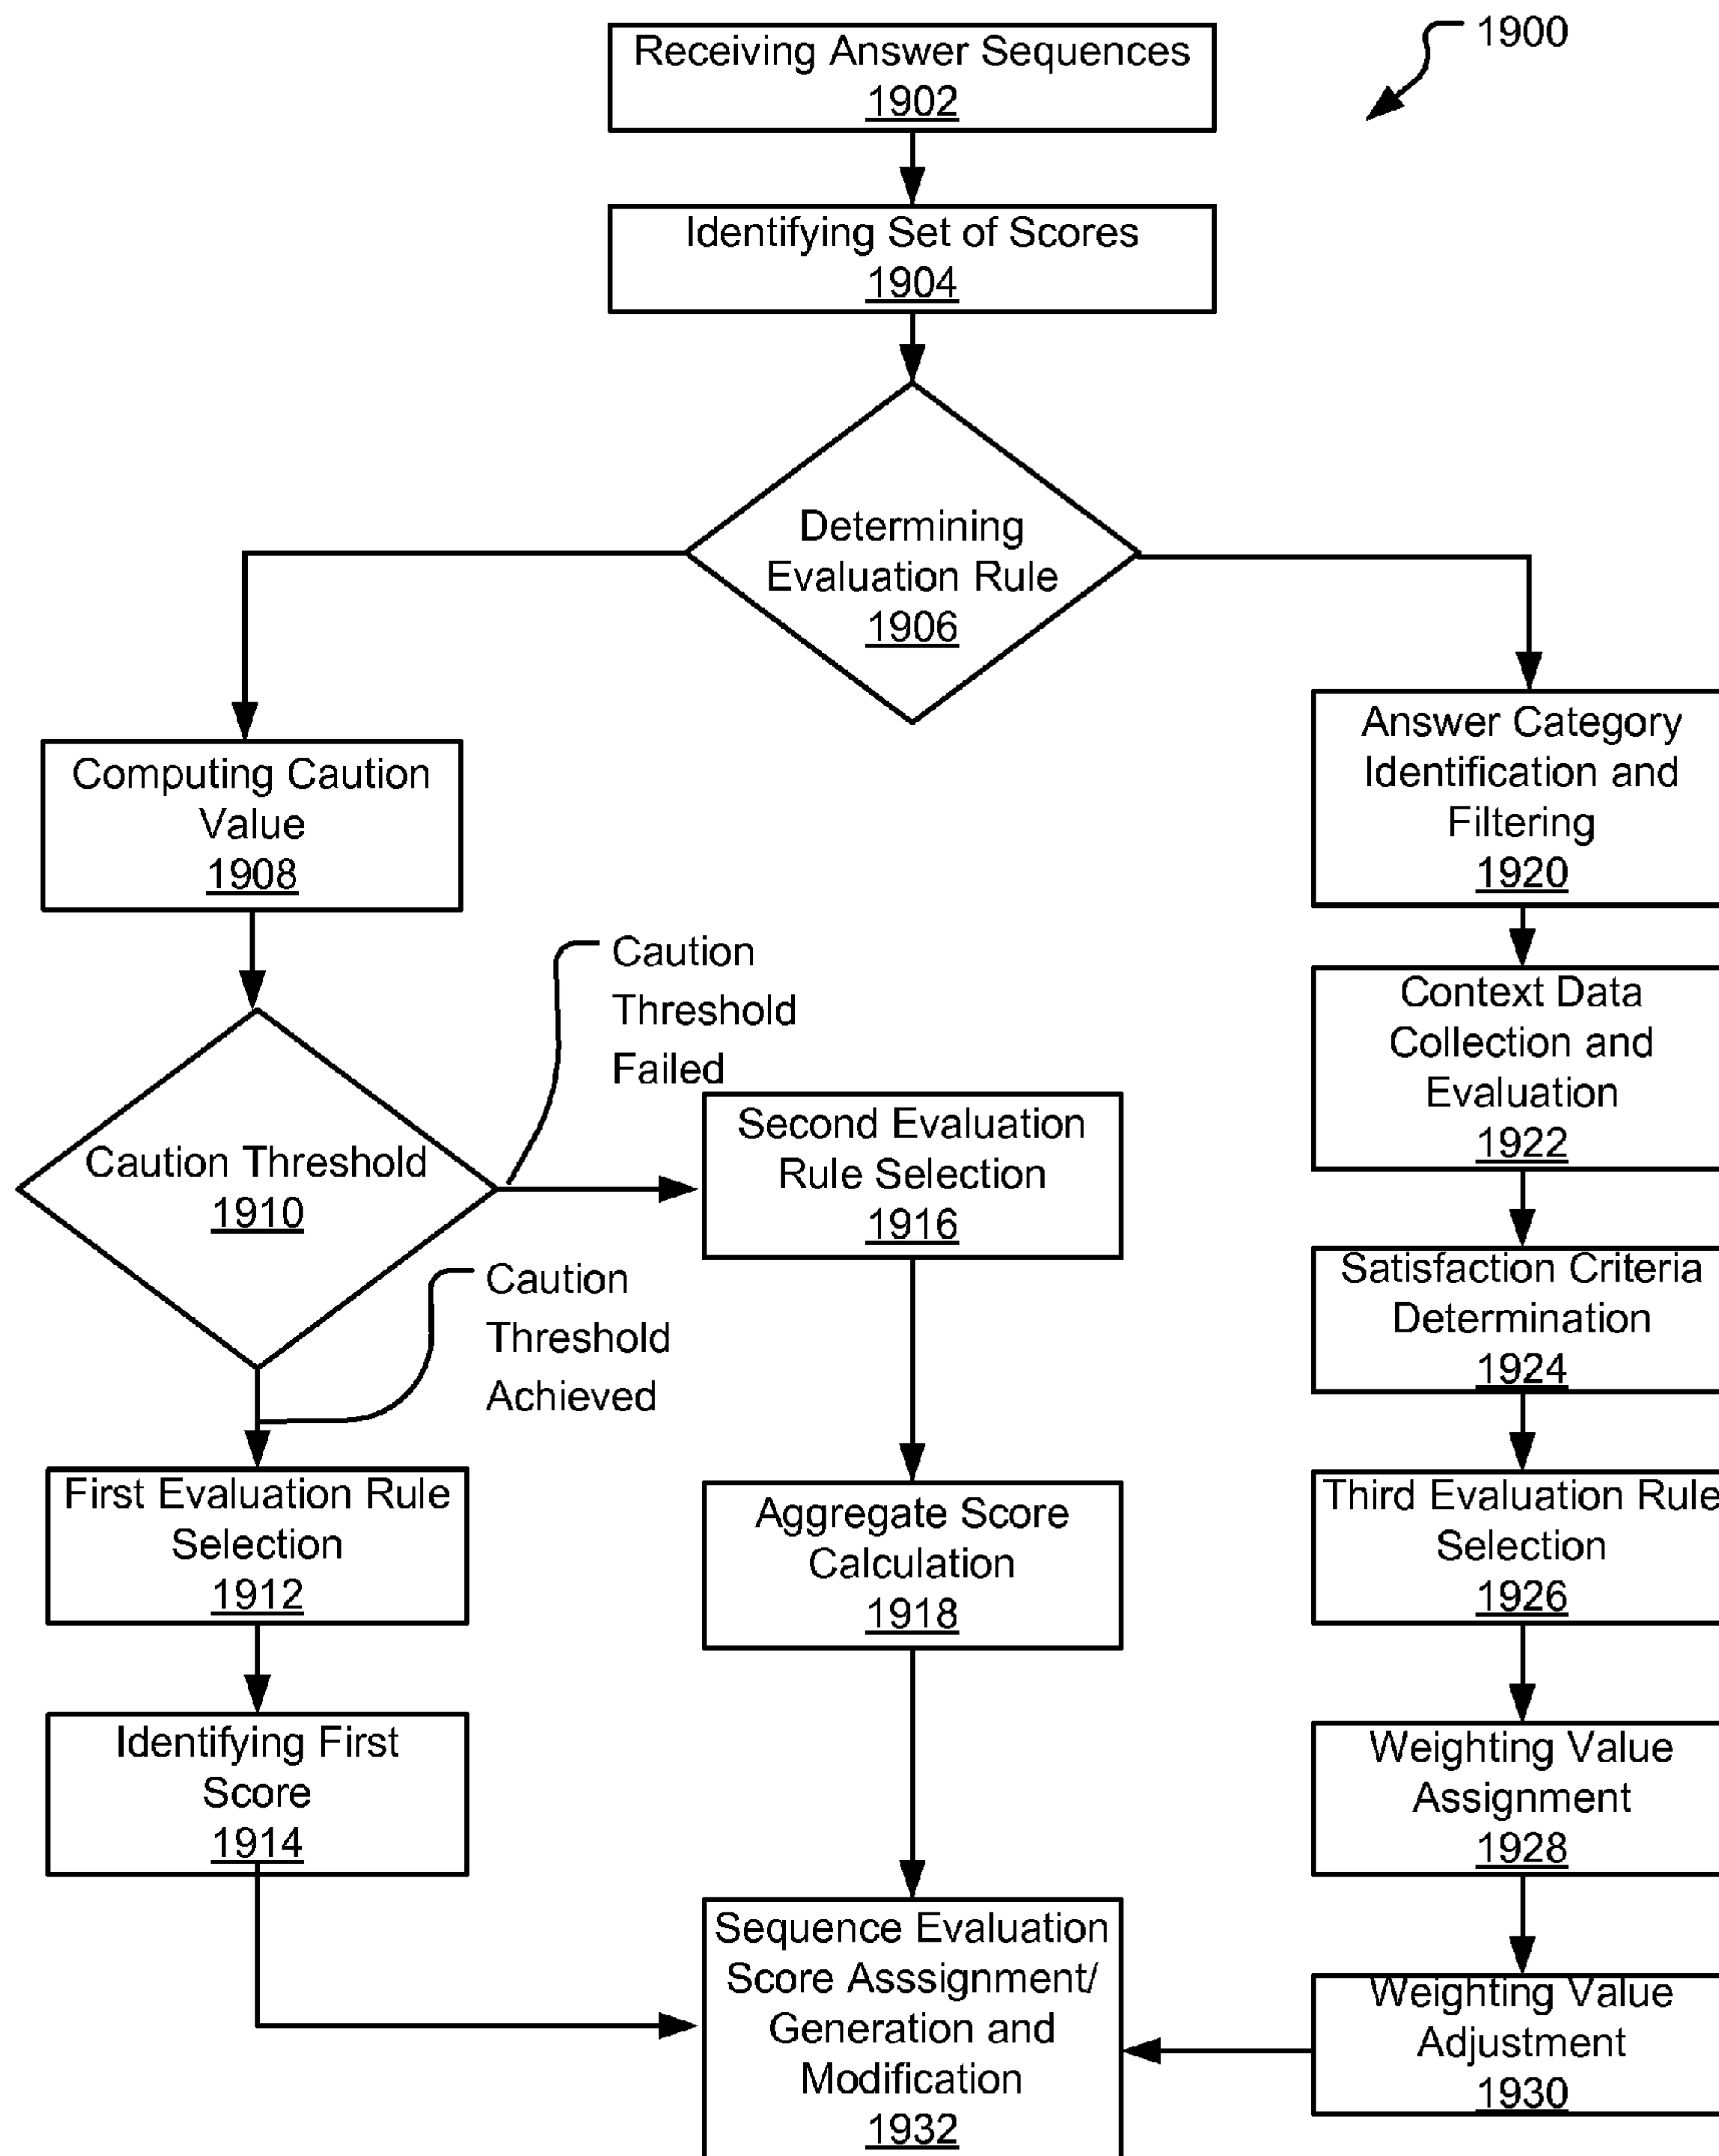 1900
Receiving Answer Sequences
1902
Identifying Set of Scores
1904
Determining
Evaluation Rule
1906
Computing Caution
Value
1908
Caution
Threshold
Failed
Caution Threshold
1910
Caution
Threshold
Achieved
First Evaluation Rule
Selection
1912
Identifying First
Score
1914
Second Evaluation
Rule Selection
1916
Aggregate Score
Calculation
1918
Answer Category
Identification and
Filtering
1920
Context Data
Collection and
Evaluation
1922
Satisfaction Criteria
Determination
1924
Third Evaluation Rule
Selection
1926
Weighting Value
Assignment
1928
Weighting Value
Adjustment
1930
Sequence Evaluation
Score Asssignment/
Generation and
Modification
1932